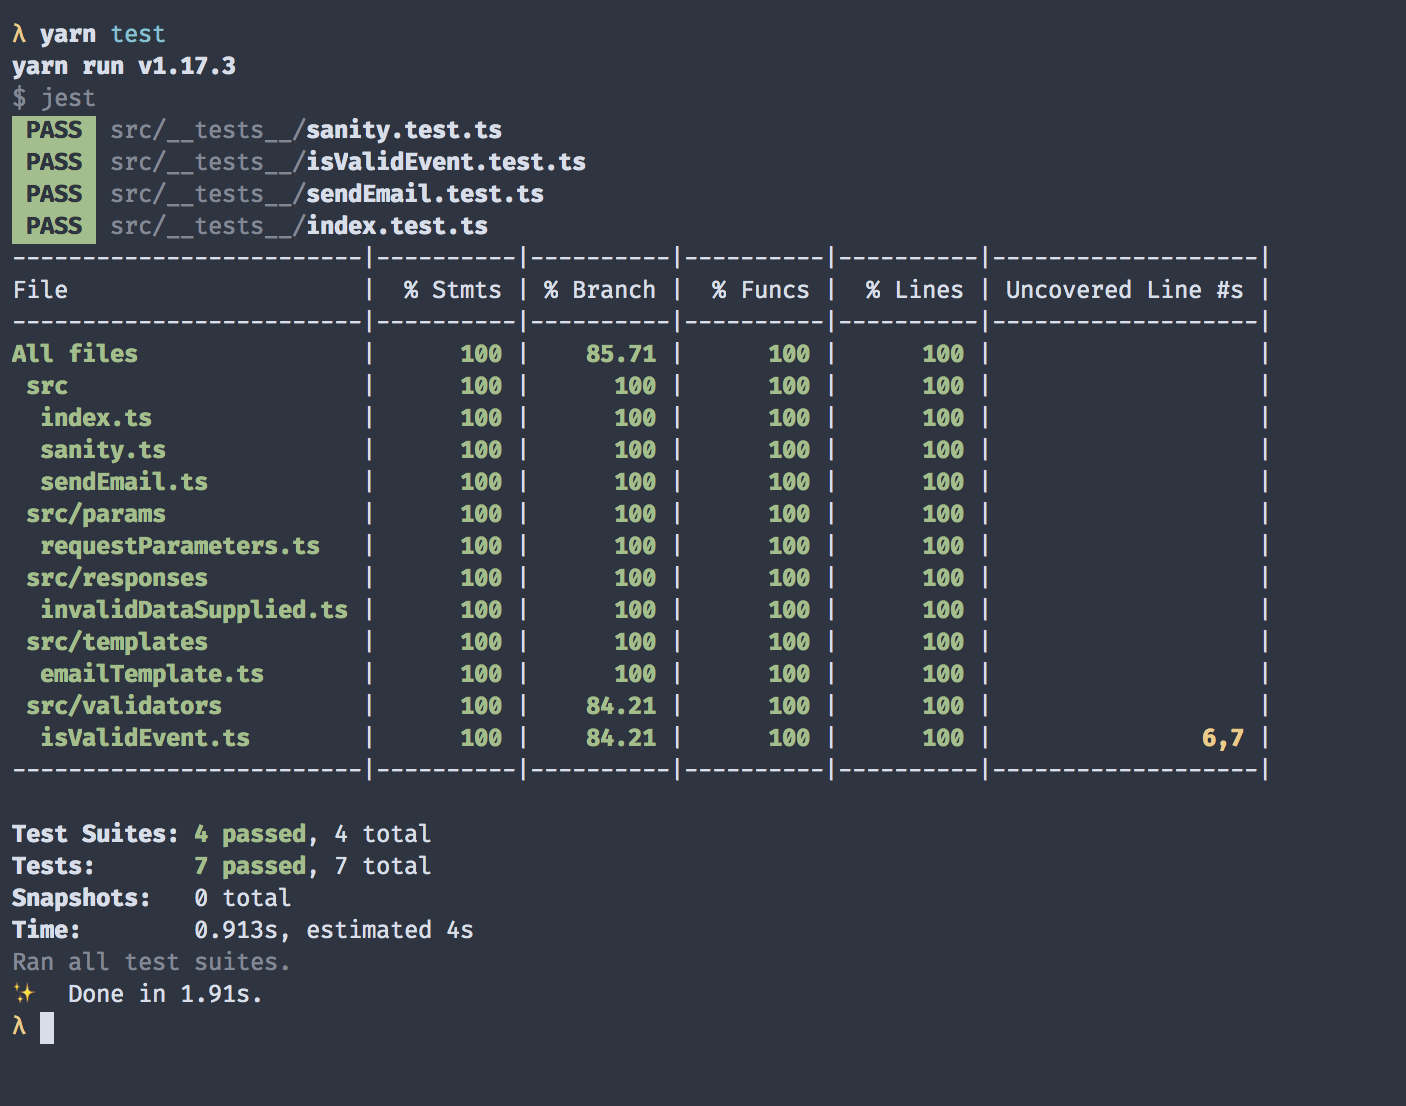 λ yarn test
yarn run v1.17.3
$ jest
PASS src/__tests__/sanity.test.ts
PASS src/__tests__/isValidEvent.test.ts
PASS src/__tests__/sendEmail.test.ts
PASS src/__tests__/index.test.ts
-------------------------|----------|----------|----------|----------|-------------------|
File                     |  % Stmts | % Branch |  % Funcs |  % Lines | Uncovered Line #s |
-------------------------|----------|----------|----------|----------|-------------------|
All files                |      100 |    85.71 |      100 |      100 |                   |
 src                     |      100 |      100 |      100 |      100 |                   |
  index.ts               |      100 |      100 |      100 |      100 |                   |
  sanity.ts              |      100 |      100 |      100 |      100 |                   |
  sendEmail.ts           |      100 |      100 |      100 |      100 |                   |
 src/params              |      100 |      100 |      100 |      100 |                   |
  requestParameters.ts   |      100 |      100 |      100 |      100 |                   |
 src/responses           |      100 |      100 |      100 |      100 |                   |
  invalidDataSupplied.ts |      100 |      100 |      100 |      100 |                   |
 src/templates           |      100 |      100 |      100 |      100 |                   |
  emailTemplate.ts       |      100 |      100 |      100 |      100 |                   |
 src/validators          |      100 |    84.21 |      100 |      100 |                   |
  isValidEvent.ts        |      100 |    84.21 |      100 |      100 |               6,7 |
-------------------------|----------|----------|----------|----------|-------------------|
Test Suites: 4 passed, 4 total
Tests:       7 passed, 7 total
Snapshots:   0 total
Time:        0.913s, estimated 4s
Ran all test suites.
✨  Done in 1.91s.
λ